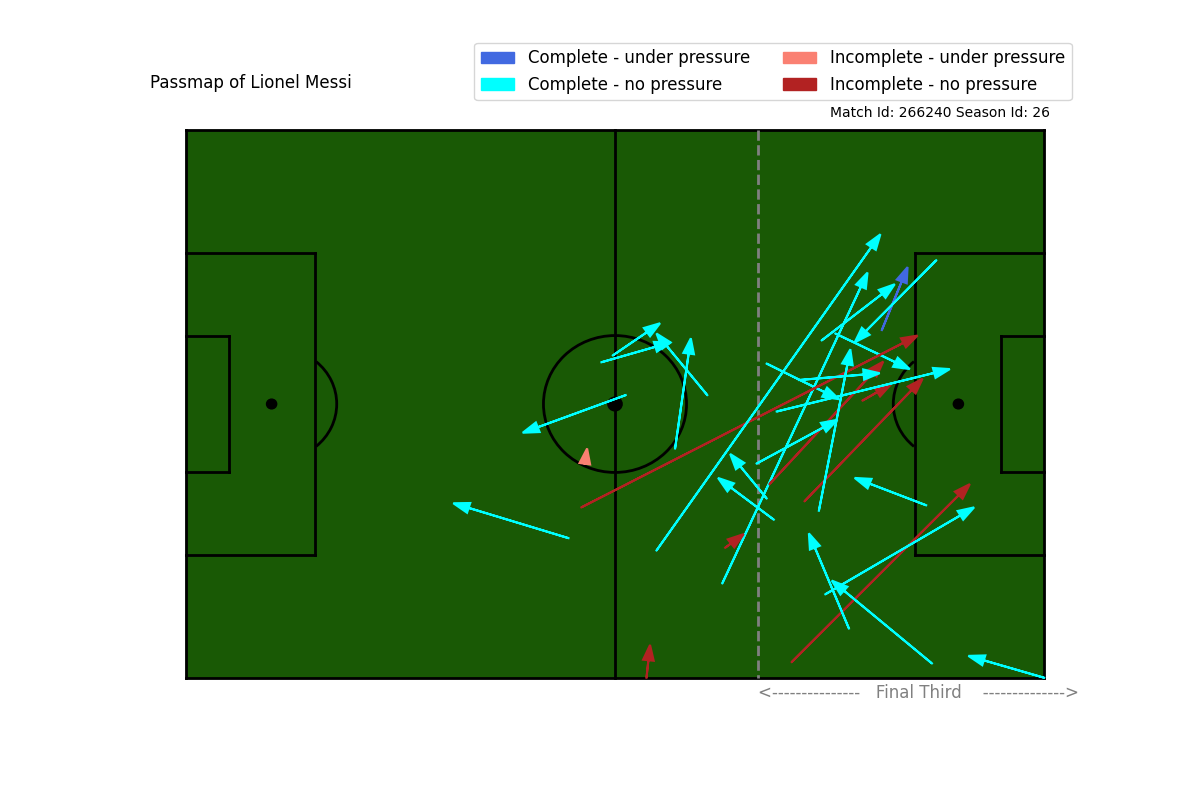 Passmap of Lionel Messi
Complete - under pressure
Complete - no pressure
Incomplete - under pressure
Incomplete - no pressure
Match Id: 266240 Season Id: 26
<--------------- Final Third -------------->